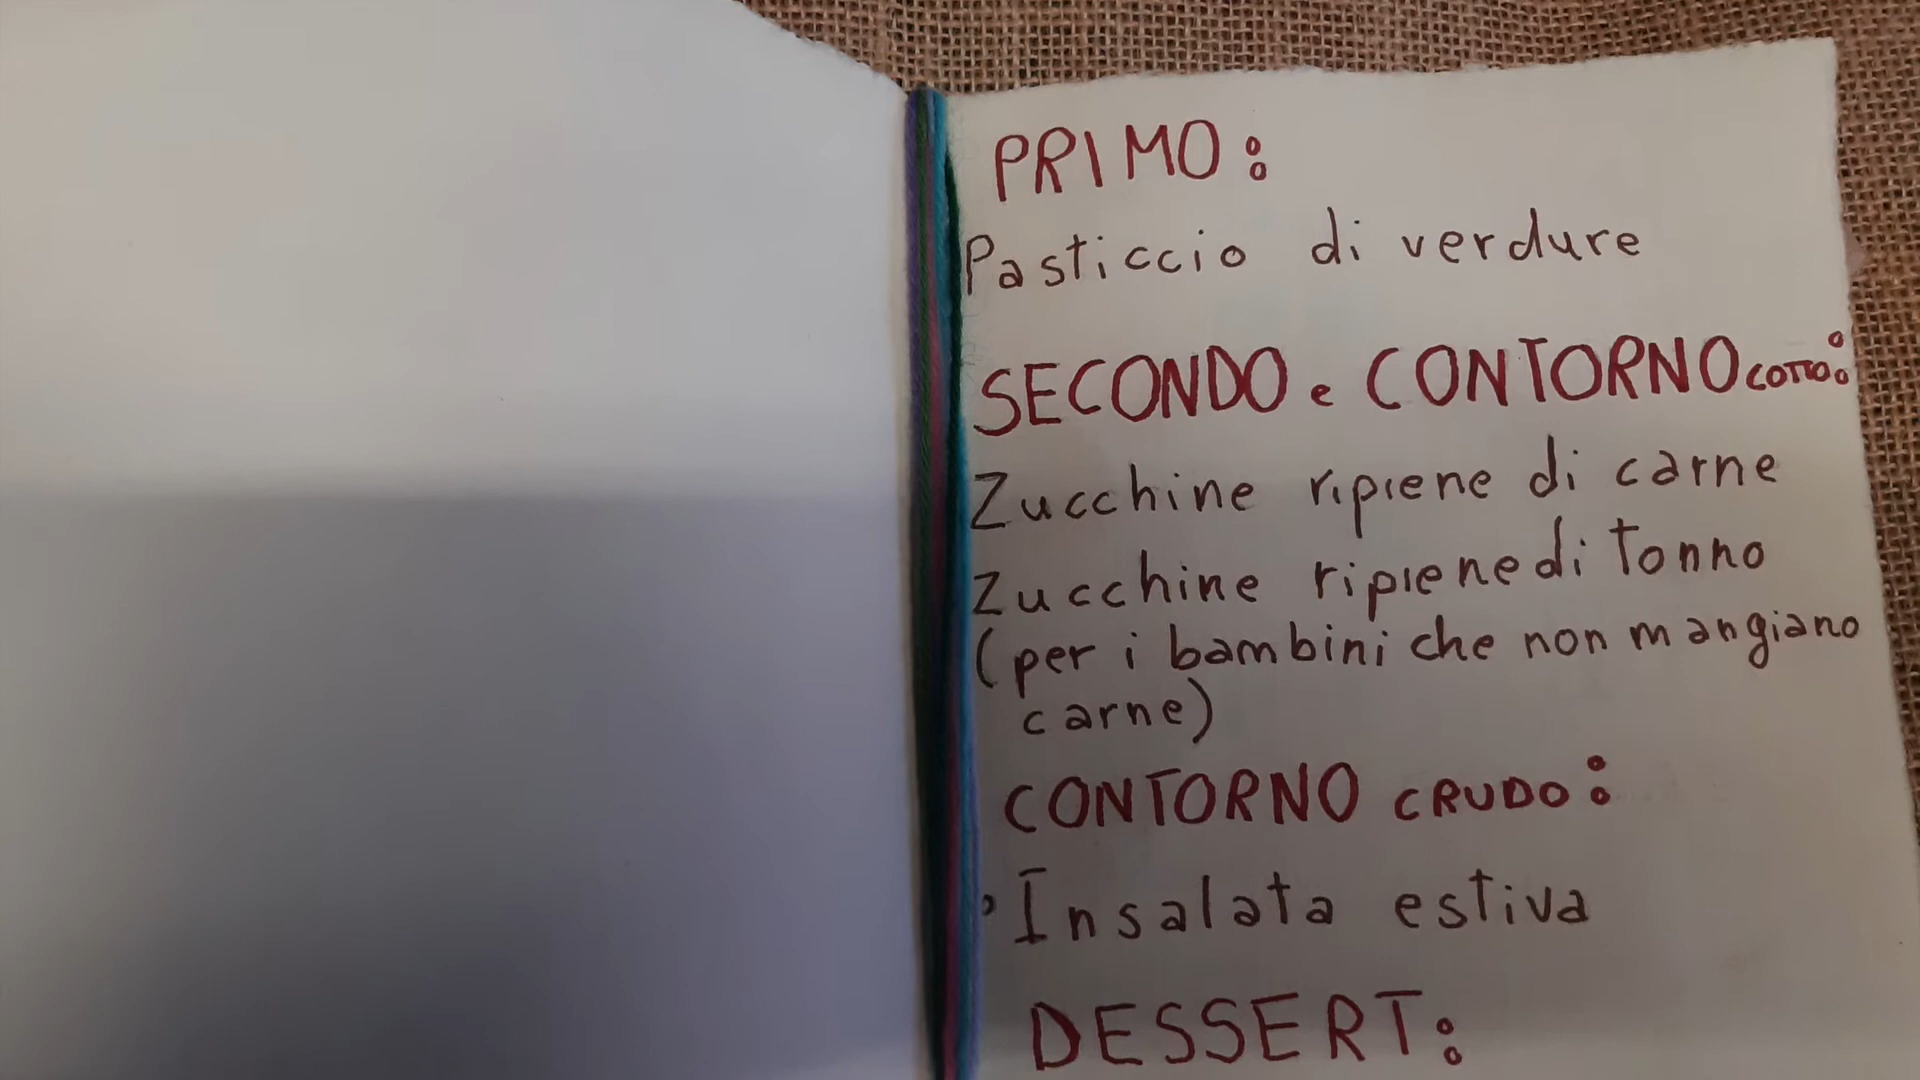 PRIMO:
Pasticcio di verdure
SECONDO e CONTORNO COTTO:
Zucchine ripiene di carne
Zucchine ripiene di tonno
(per i bambini che non mangiano
carne)
CONTORNO CRUDO:
Insalata estiva
DESSERT: